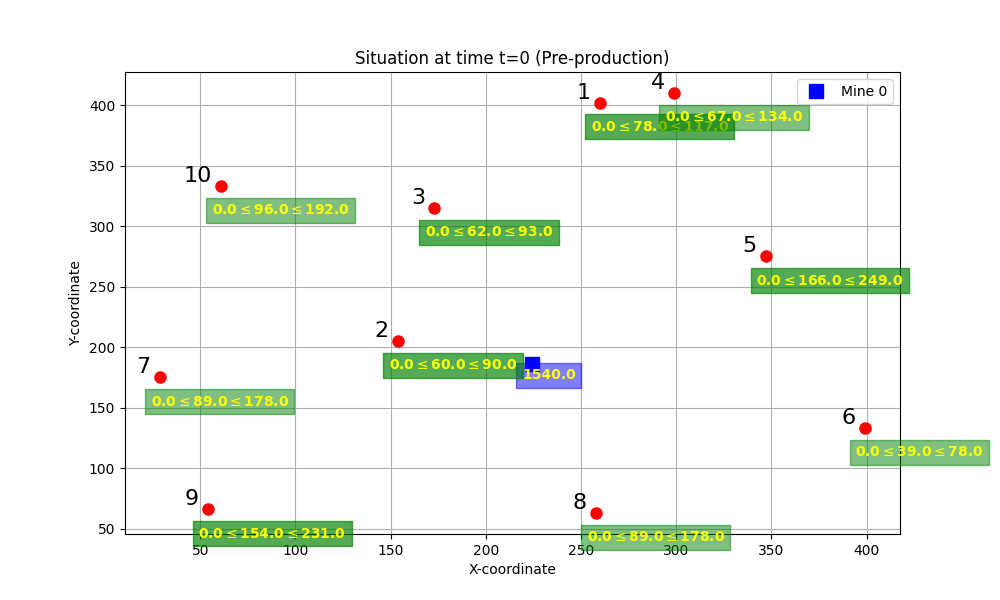 Situation at time t=0 (Pre-production)
Mine 0
1
4
0.0 ≤ 67.0 ≤ 134.0
0.0 ≤ 78.0 ≤ 117.0
10
0.0 ≤ 96.0 ≤ 192.0
3
0.0 ≤ 62.0 ≤ 93.0
5
0.0 ≤ 166.0 ≤ 249.0
2
0.0 ≤ 60.0 ≤ 90.0
1540.0
7
0.0 ≤ 89.0 ≤ 178.0
6
0.0 ≤ 39.0 ≤ 78.0
9
0.0 ≤ 154.0 ≤ 231.0
8
0.0 ≤ 89.0 ≤ 178.0
400
350
300
250
200
150
100
50
Y-coordinate
50 100 150 200 250 300 350 400
X-coordinate